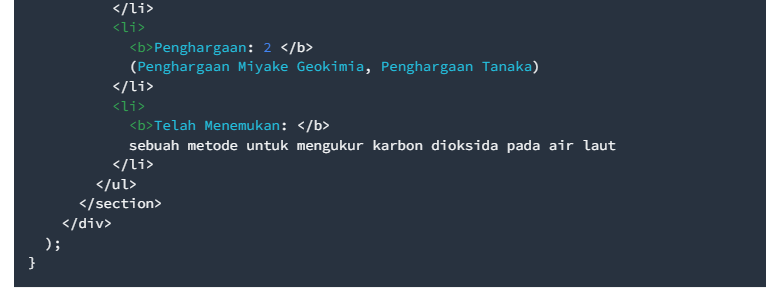 </li>
<li>
<b>Penghargaan: 2 </b>
(Penghargaan Miyake Geokimia, Penghargaan Tanaka)
</li>
<li>
<b>Telah Menemukan: </b>
sebuah metode untuk mengukur karbon dioksida pada air laut
</li>
</ul>
</section>
</div>
);
}